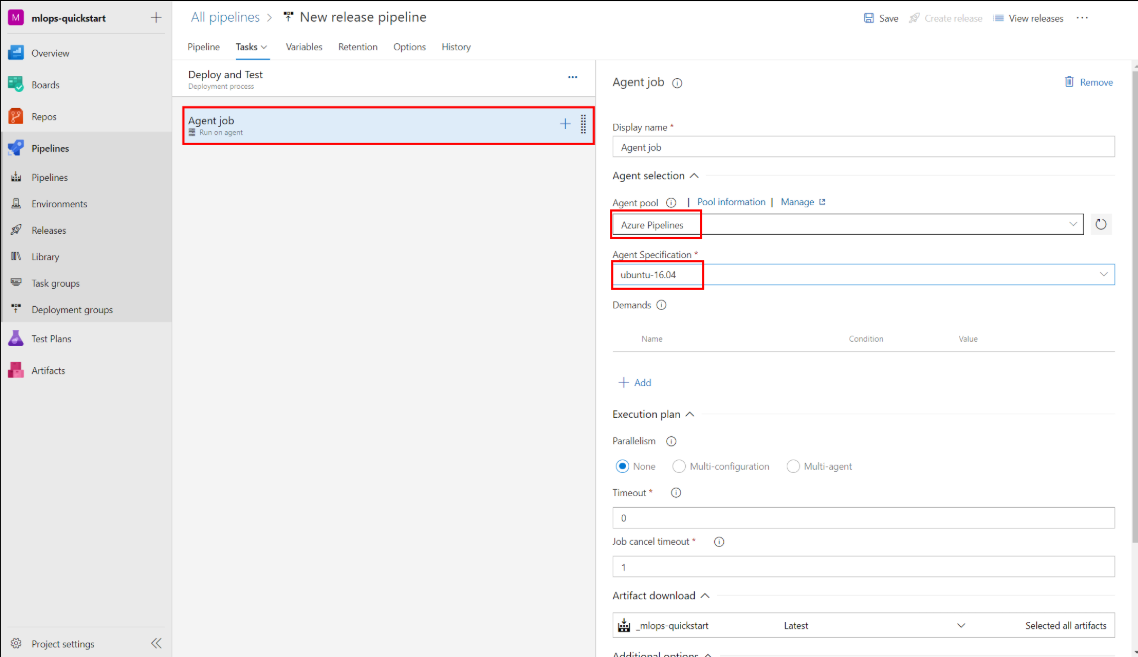 M mlops-quickstart
Overview
Boards
Repos
Pipelines
Pipelines
Environments
Releases
Library
Task groups
Deployment groups
Test Plans
Artifacts
Project settings
All pipelines > New release pipeline
Save Create release View releases ...
Pipeline Tasks Variables Retention Options History
Deploy and Test
Deployment process
...
Agent job
Run on agent
Agent job
Remove
Display name *
Agent job
Agent selection
Agent pool | Pool information | Manage
Azure Pipelines
Agent Specification *
ubuntu-16.04
Demands
Name Condition Value
+ Add
Execution plan
Parallelism
None Multi-configuration Multi-agent
Timeout *
0
Job cancel timeout *
1
Artifact download
_mlops-quickstart Latest Selected all artifacts
Additional options